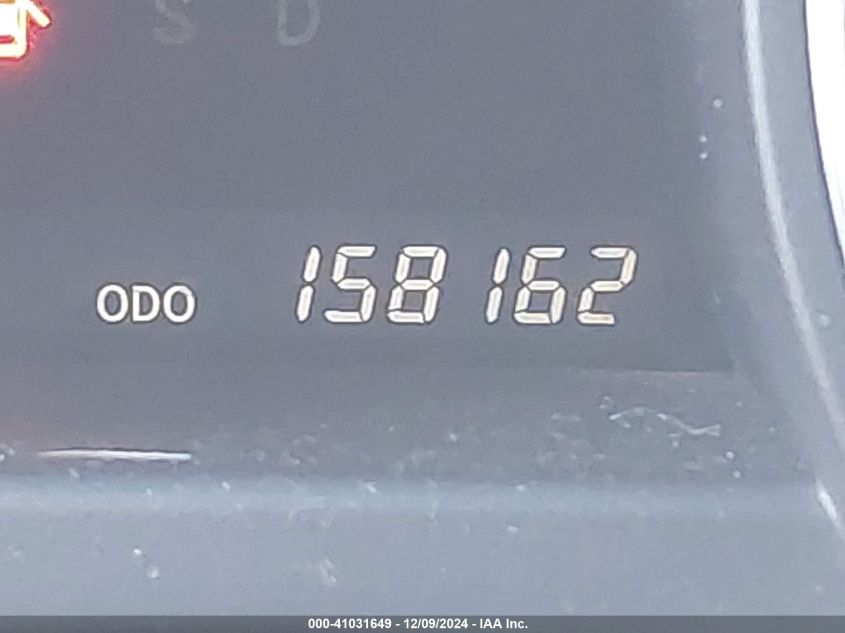 S D
ODO 158162
000-41031649 - 12/09/2024 - IAA Inc.